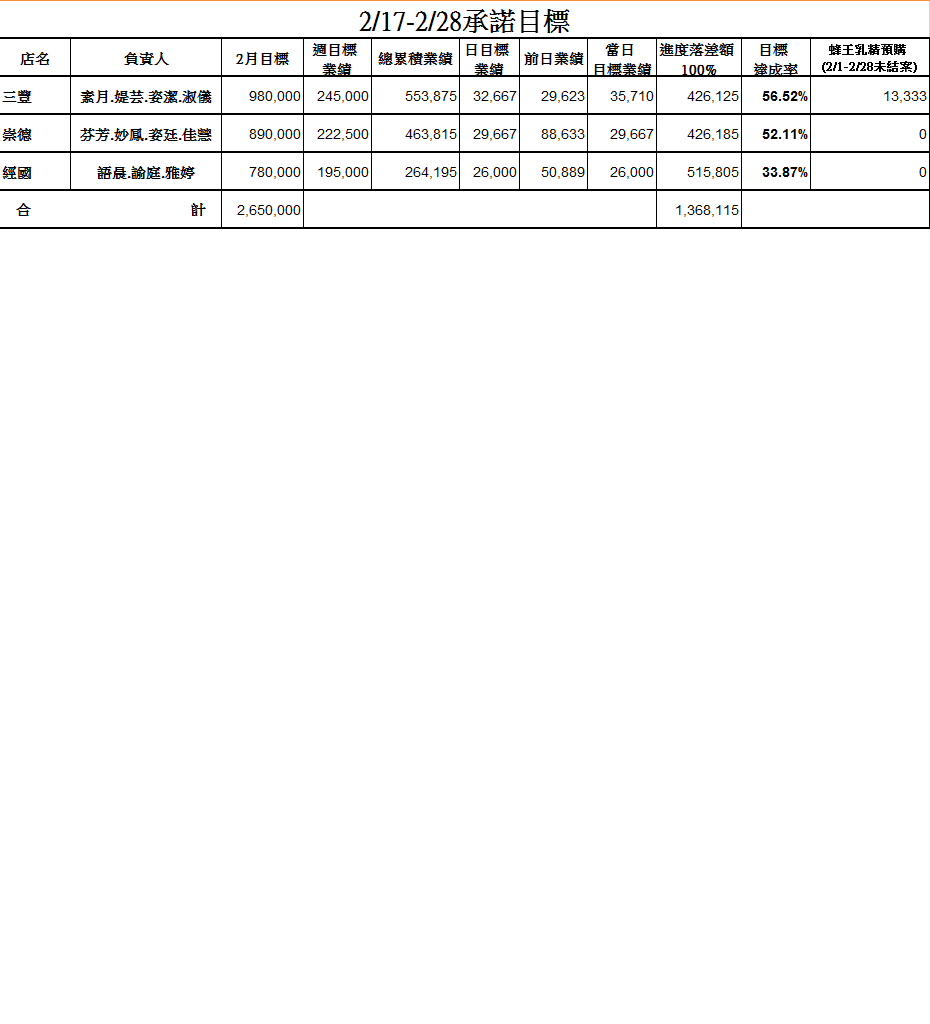 2/17-2/28承諾目標
店名 負責人 2月目標 週目標業績 總累積業績 日目標業績 前日業績 當日目標業績 進度落差額100% 目標達成率 蜂王乳精預購(2/1-2/28未結案)
三豐 素月.媞芸.姿潔.淑儀 980,000 245,000 553,875 32,667 29,623 35,710 426,125 56.52% 13,333
崇德 芬芳.妙鳳.姿廷.佳慧 890,000 222,500 463,815 29,667 88,633 29,667 426,185 52.11% 0
經國 語晨.諭庭.雅婷 780,000 195,000 264,195 26,000 50,889 26,000 515,805 33.87% 0
合 計 2,650,000 1,368,115